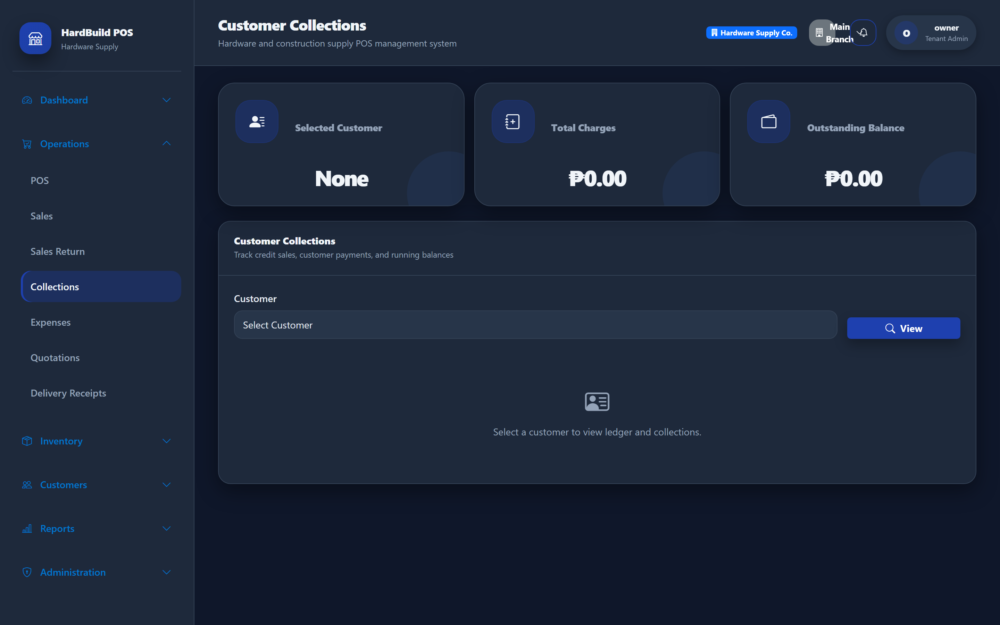 HardBuild POS
Hardware Supply
Dashboard
Operations
POS
Sales
Sales Return
Collections
Expenses
Quotations
Delivery Receipts
Inventory
Customers
Reports
Administration
Customer Collections
Hardware and construction supply POS management system
Hardware Supply Co.
Main
Branch
O
owner
Tenant Admin
Selected Customer
None
Total Charges
₱0.00
Outstanding Balance
₱0.00
Customer Collections
Track credit sales, customer payments, and running balances
Customer
Select Customer
View
Select a customer to view ledger and collections.